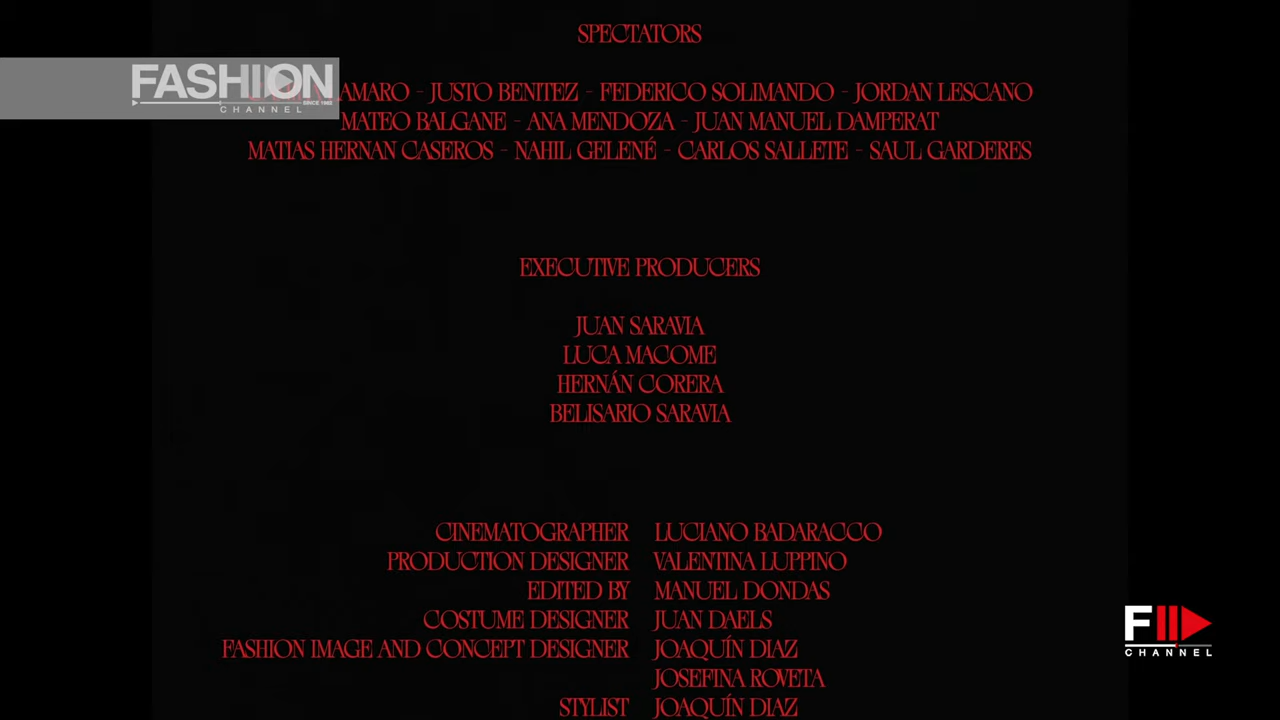 SPECTATORS
FASHION
CHANNEL
SINCE 1983
AMARO - JUSTO BENITEZ - FEDERICO SOLIMANDO - JORDAN LESCANO
MATEO BALGANE - ANA MENDOZA - JUAN MANUEL DAMPERAT
MATIAS HERNAN CASEROS - NAHIL GELENÉ - CARLOS SALLETE - SAUL GARDERES
EXECUTIVE PRODUCERS
JUAN SARAVIA
LUCA MACOME
HERNÁN CORERA
BELISARIO SARAVIA
CINEMATOGRAPHER LUCIANO BADARACCO
PRODUCTION DESIGNER VALENTINA LUPPINO
EDITED BY MANUEL DONDAS
COSTUME DESIGNER JUAN DAELS
FASHION IMAGE AND CONCEPT DESIGNER JOAQUÍN DIAZ
JOSEFINA ROVETA
STYLIST JOAQUÍN DIAZ
F
CHANNEL